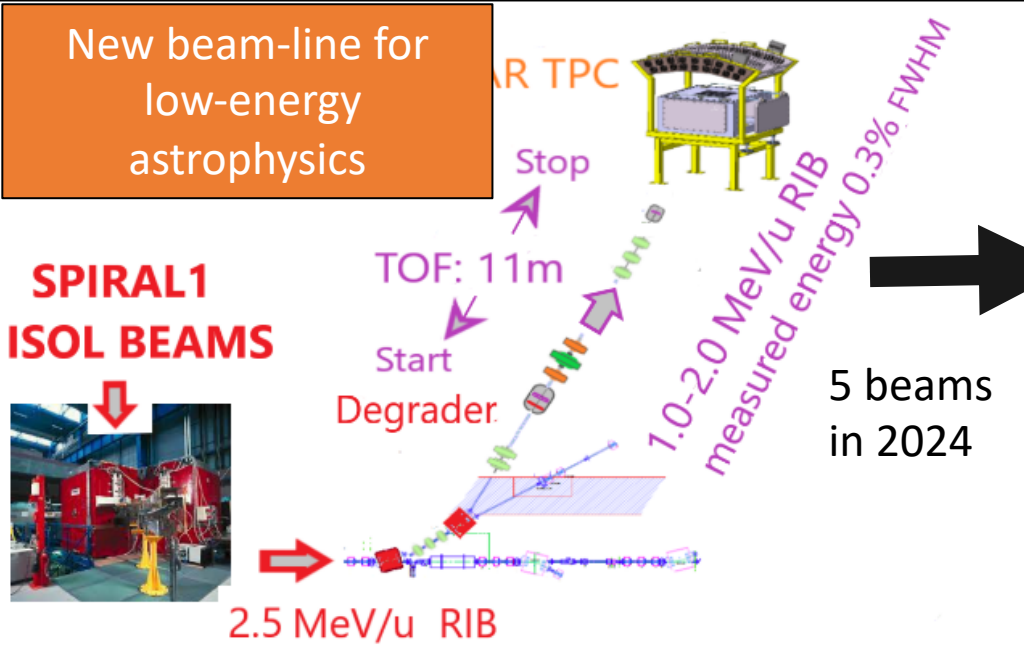 New beam-line for
low-energy
astrophysics
AR TPC
Stop
TOF: 11m
Start
Degrader
SPIRAL1
ISOL BEAMS
2.5 MeV/u RIB
1.0-2.0 MeV/u RIB
measured energy 0.3% FWHM
5 beams
in 2024